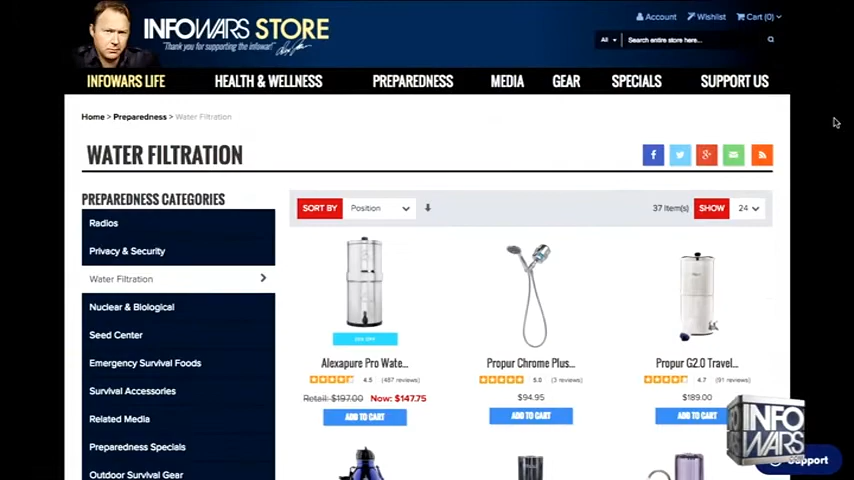 INFOWARS STORE
"Thank you for supporting the infowar!"
Account Wishlist Cart (0)
All Search entire store here...
INFOWARS LIFE HEALTH & WELLNESS PREPAREDNESS MEDIA GEAR SPECIALS SUPPORT US
Home > Preparedness > Water Filtration
WATER FILTRATION
PREPAREDNESS CATEGORIES
Radios
Privacy & Security
Water Filtration
Nuclear & Biological
Seed Center
Emergency Survival Foods
Survival Accessories
Related Media
Preparedness Specials
Outdoor Survival Gear
SORT BY Position 37 Item(s) SHOW 24
Alexapure Pro Wate...
4.5 (487 reviews)
Retail: $197.00 Now: $147.75
ADD TO CART
Propur Chrome Plus...
5.0 (3 reviews)
$94.95
ADD TO CART
Propur G2.0 Travel...
4.7 (91 reviews)
$189.00
ADD TO CART
INFO
WARS
Support